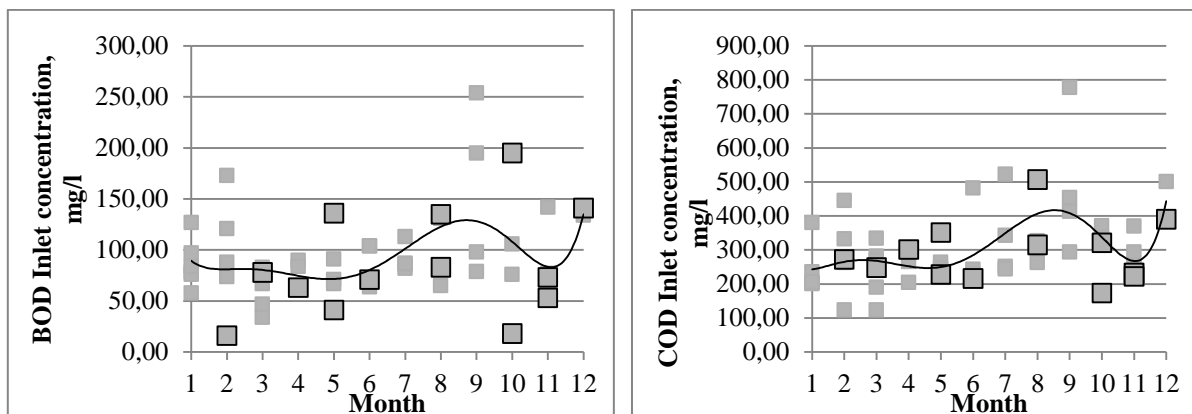 BOD Inlet concentration,
mg/l
300,00
250,00
200,00
150,00
100,00
50,00
0,00
1 2 3 4 5 6 7 8 9 10 11 12
Month
COD Inlet concentration,
mg/l
900,00
800,00
700,00
600,00
500,00
400,00
300,00
200,00
100,00
0,00
1 2 3 4 5 6 7 8 9 10 11 12
Month